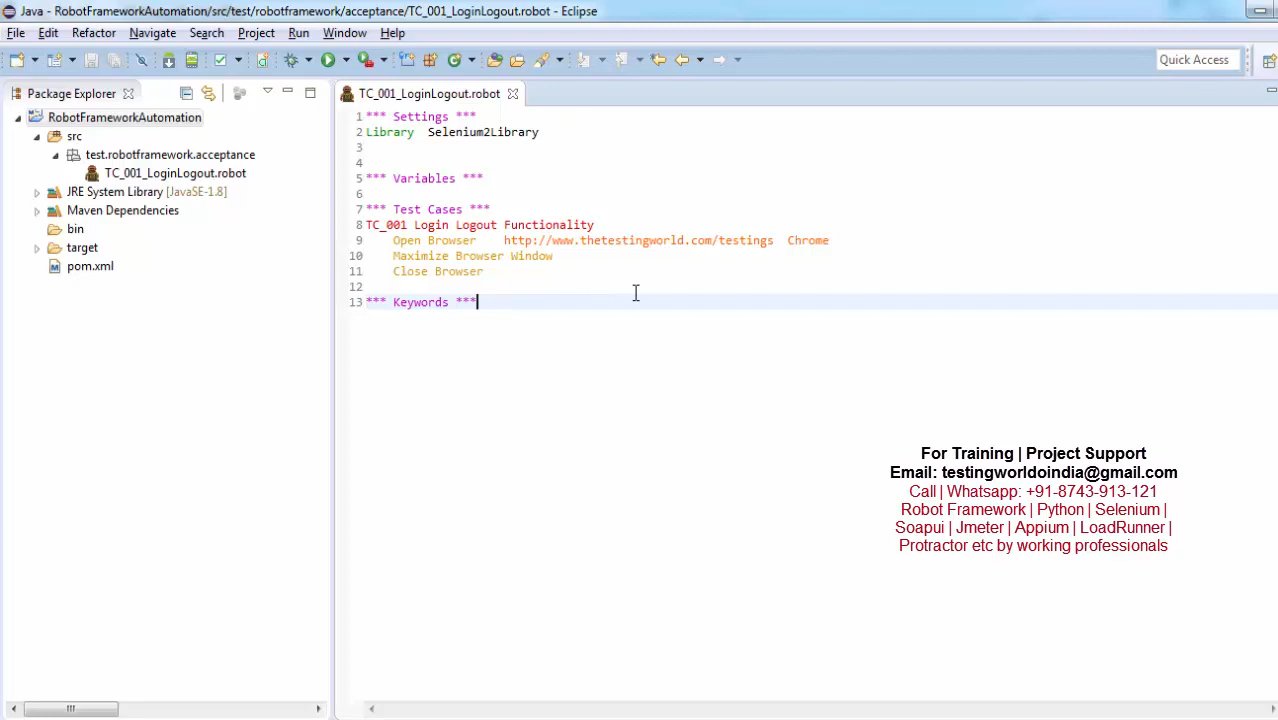 Java - RobotFrameworkAutomation/src/test/robotframework/acceptance/TC_001_LoginLogout.robot - Eclipse
File Edit Refactor Navigate Search Project Run Window Help
Quick Access
Package Explorer
TC_001_LoginLogout.robot
RobotFrameworkAutomation
src
test.robotframework.acceptance
TC_001_LoginLogout.robot
JRE System Library [JavaSE-1.8]
Maven Dependencies
bin
target
pom.xml
1 *** Settings ***
2 Library Selenium2Library
3
4
5 *** Variables ***
6
7 *** Test Cases ***
8 TC_001 Login Logout Functionality
9 Open Browser http://www.thetestingworld.com/testings Chrome
10 Maximize Browser Window
11 Close Browser
12
13 *** Keywords ***
For Training | Project Support
Email: testingworldoindia@gmail.com
Call | Whatsapp: +91-8743-913-121
Robot Framework | Python | Selenium |
Soapui | Jmeter | Appium | LoadRunner |
Protractor etc by working professionals